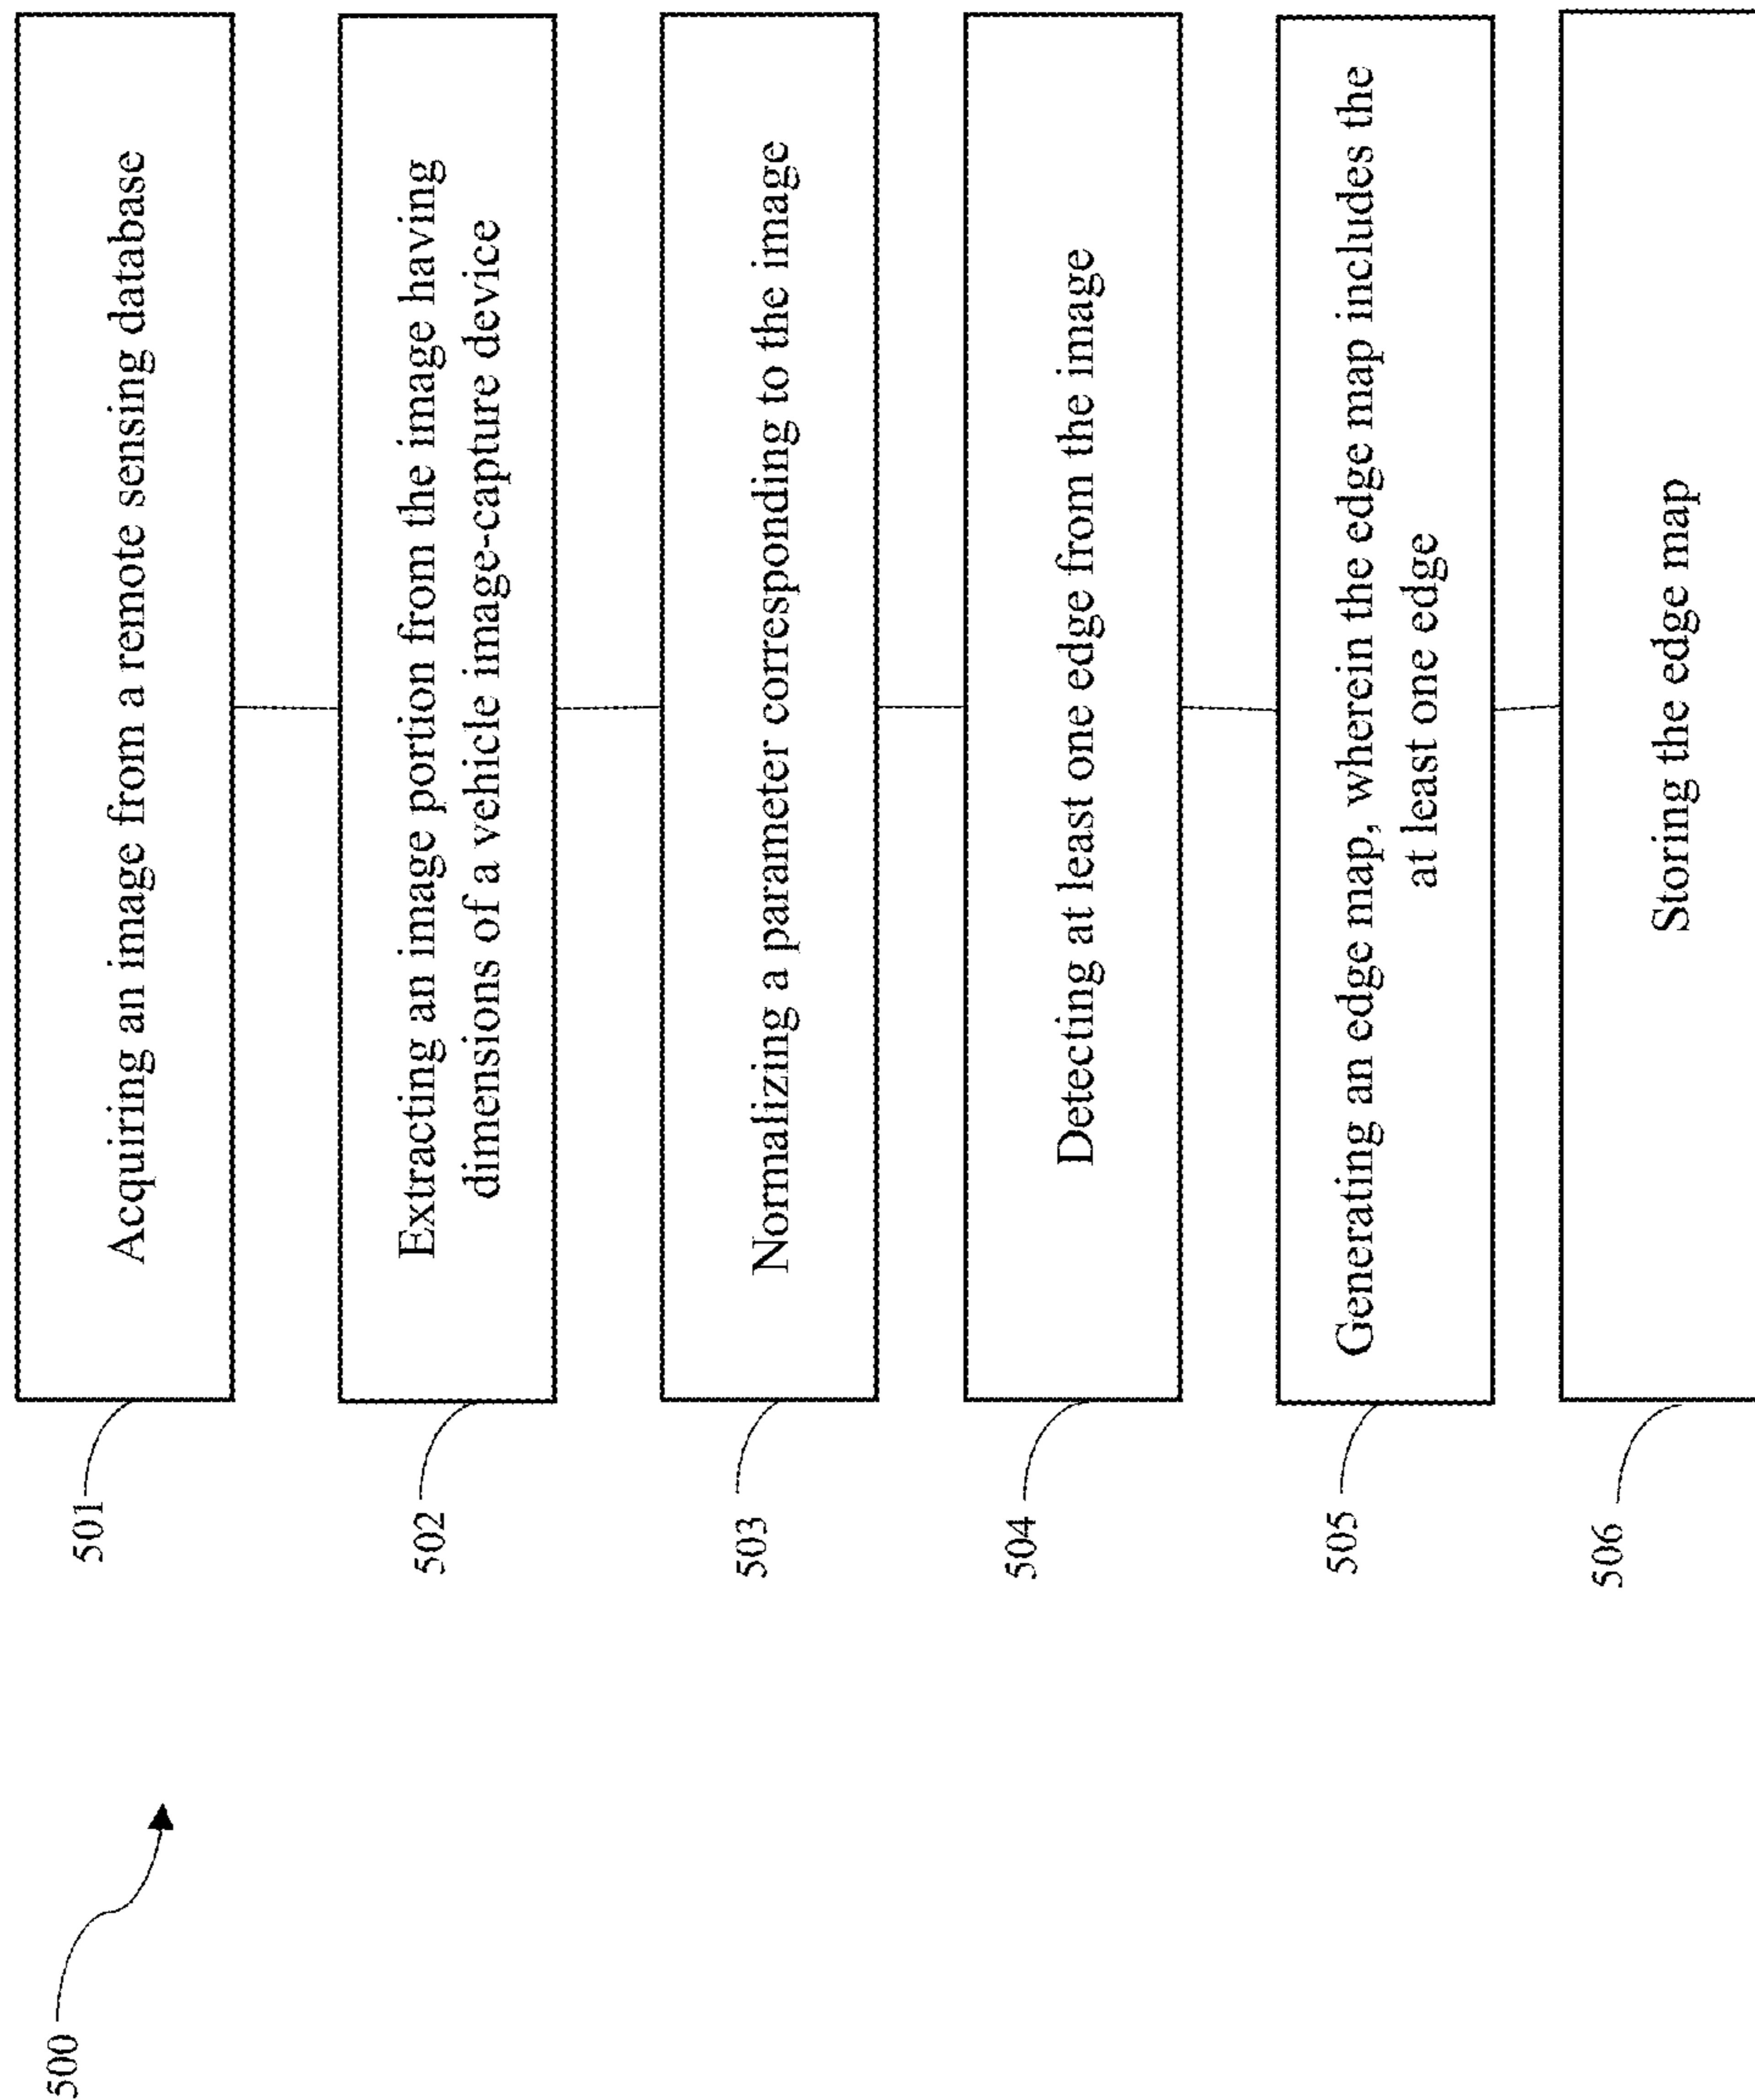 500
501
Acquiring an image from a remote sensing database
502
Extracting an image portion from the image having
dimensions of a vehicle image-capture device
503
Normalizing a parameter corresponding to the image
504
Detecting at least one edge from the image
505
Generating an edge map, wherein the edge map includes the
at least one edge
506
Storing the edge map